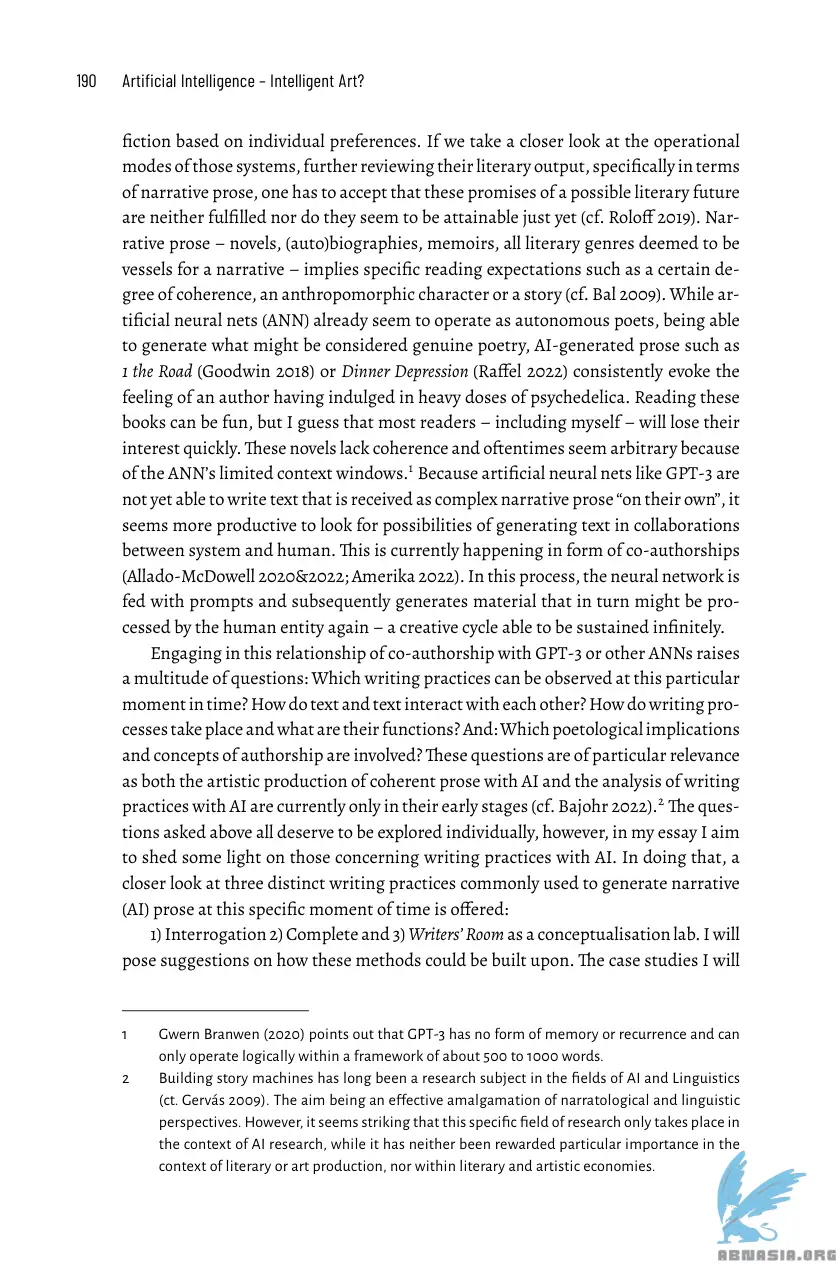 190 Artificial Intelligence – Intelligent Art?
fiction based on individual preferences. If we take a closer look at the operational
modes of those systems, further reviewing their literary output, specifically in terms
of narrative prose, one has to accept that these promises of a possible literary future
are neither fulfilled nor do they seem to be attainable just yet (cf. Roloff 2019). Nar-
rative prose – novels, (auto)biographies, memoirs, all literary genres deemed to be
vessels for a narrative – implies specific reading expectations such as a certain de-
gree of coherence, an anthropomorphic character or a story (cf. Bal 2009). While ar-
tificial neural nets (ANN) already seem to operate as autonomous poets, being able
to generate what might be considered genuine poetry, AI-generated prose such as
1 the Road (Goodwin 2018) or Dinner Depression (Raffel 2022) consistently evoke the
feeling of an author having indulged in heavy doses of psychedelica. Reading these
books can be fun, but I guess that most readers – including myself – will lose their
interest quickly. These novels lack coherence and oftentimes seem arbitrary because
of the ANN's limited context windows.1 Because artificial neural nets like GPT-3 are
not yet able to write text that is received as complex narrative prose “on their own”, it
seems more productive to look for possibilities of generating text in collaborations
between system and human. This is currently happening in form of co-authorships
(Allado-McDowell 2020&2022; Amerika 2022). In this process, the neural network is
fed with prompts and subsequently generates material that in turn might be pro-
cessed by the human entity again – a creative cycle able to be sustained infinitely.
Engaging in this relationship of co-authorship with GPT-3 or other ANNs raises
a multitude of questions: Which writing practices can be observed at this particular
moment in time? How do text and text interact with each other? How do writing pro-
cesses take place and what are their functions? And: Which poetological implications
and concepts of authorship are involved? These questions are of particular relevance
as both the artistic production of coherent prose with AI and the analysis of writing
practices with AI are currently only in their early stages (cf. Bajohr 2022).2 The ques-
tions asked above all deserve to be explored individually, however, in my essay I aim
to shed some light on those concerning writing practices with AI. In doing that, a
closer look at three distinct writing practices commonly used to generate narrative
(AI) prose at this specific moment of time is offered:
1) Interrogation 2) Complete and 3) Writers' Room as a conceptualisation lab. I will
pose suggestions on how these methods could be built upon. The case studies I will
1 Gwern Branwen (2020) points out that GPT-3 has no form of memory or recurrence and can
only operate logically within a framework of about 500 to 1000 words.
2 Building story machines has long been a research subject in the fields of AI and Linguistics
(ct. Gervás 2009). The aim being an effective amalgamation of narratological and linguistic
perspectives. However, it seems striking that this specific field of research only takes place in
the context of AI research, while it has neither been rewarded particular importance in the
context of literary or art production, nor within literary and artistic economies.
ABNASIA.ORG